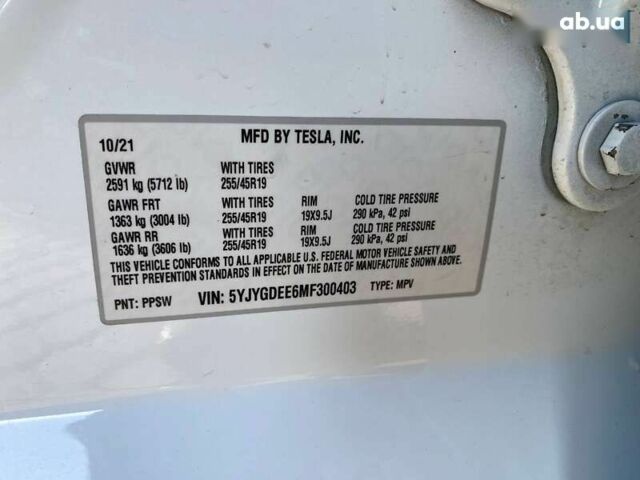 ab.ua
10/21 MFD BY TESLA, INC.
GVWR WITH TIRES
2591 kg (5712 lb) 255/45R19
GAWR FRT WITH TIRES RIM COLD TIRE PRESSURE
1363 kg (3004 lb) 255/45R19 19X9.5J 290 kPa, 42 psi
GAWR RR WITH TIRES RIM COLD TIRE PRESSURE
1636 kg (3606 lb) 255/45R19 19X9.5J 290 kPa, 42 psi
THIS VEHICLE CONFORMS TO ALL APPLICABLE U.S. FEDERAL MOTOR VEHICLE SAFETY AND
THEFT PREVENTION STANDARDS IN EFFECT ON THE DATE OF MANUFACTURE SHOWN ABOVE.
PNT: PPSW VIN: 5YJYGDEE6MF300403 TYPE: MPV